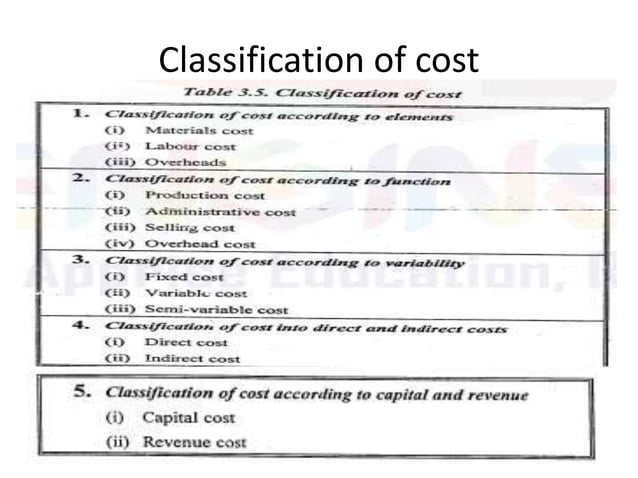 Classification of cost
Table 3.5. Classification of cost
1. Classification of cost according to elements
(i) Materials cost
(ii) Labour cost
(iii) Overheads
2. Classification of cost according to function
(i) Production cost
(ii) Administrative cost
(iii) Selling cost
(iv) Overhead cost
3. Classification of cost according to variability
(i) Fixed cost
(ii) Variable cost
(iii) Semi-variable cost
4. Classification of cost into direct and indirect costs
(i) Direct cost
(ii) Indirect cost
5. Classification of cost according to capital and revenue
(i) Capital cost
(ii) Revenue cost